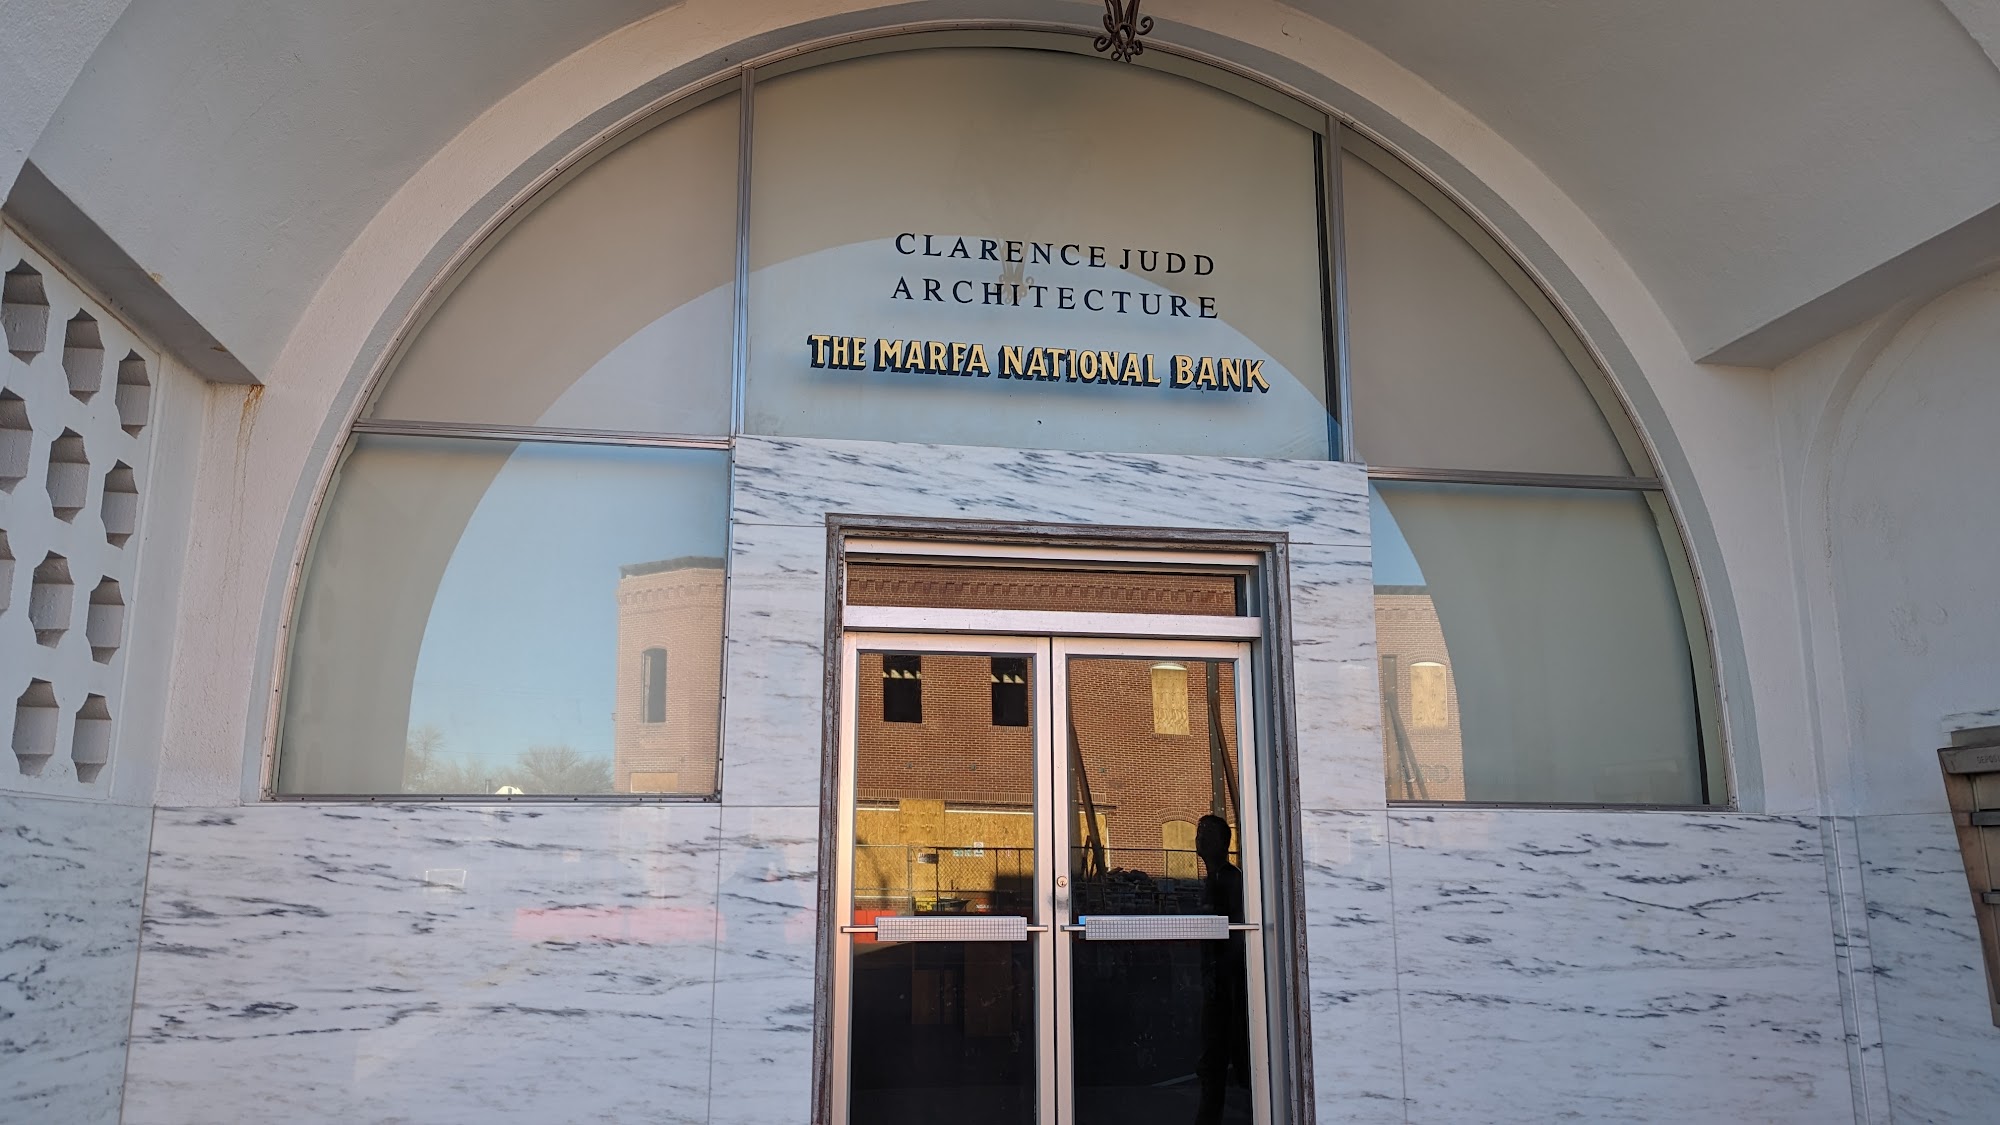 CLARENCE JUDD
ARCHITECTURE
THE MARFA NATIONAL BANK